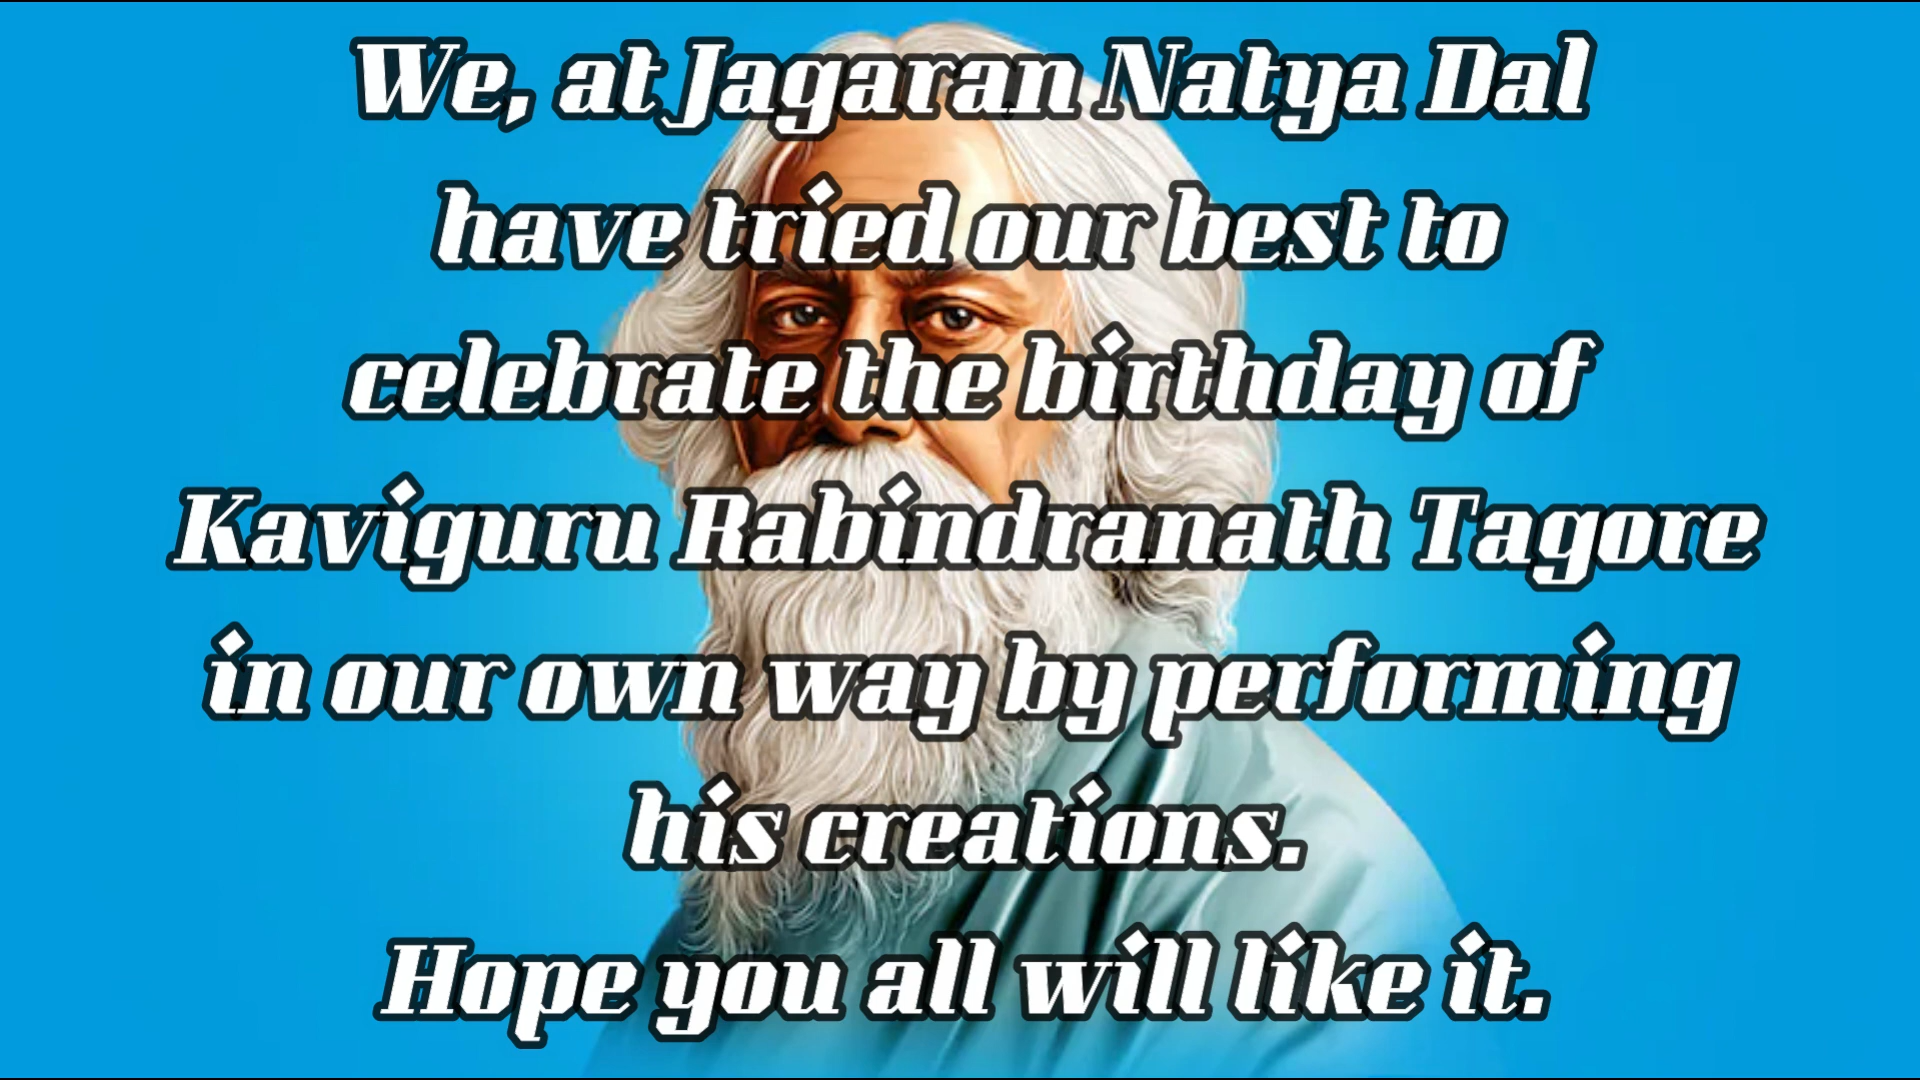 We, at Jagaran Natya Dal
have tried our best to
celebrate the birthday of
Kaviguru Rabindranath Tagore
in our own way by performing
his creations.
Hope you all will like it.